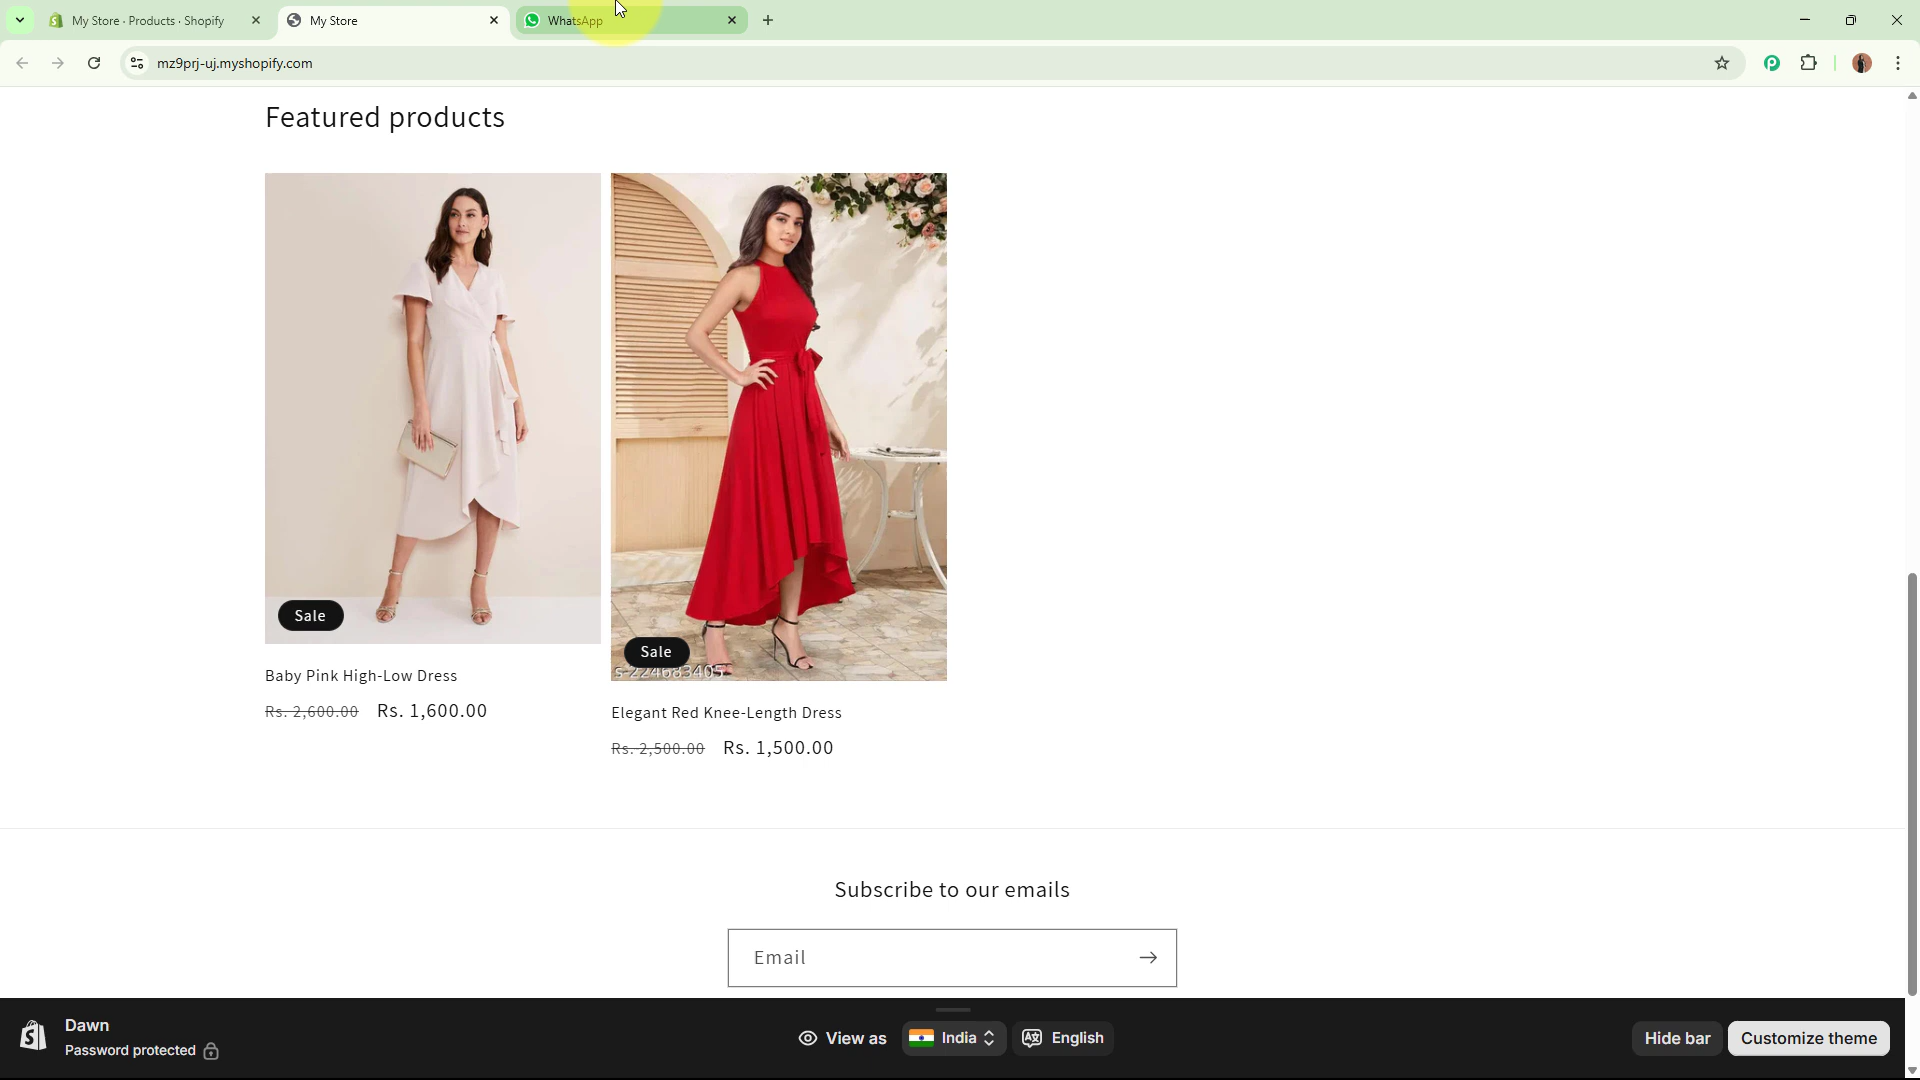 My Store · Products · Shopify
My Store
WhatsApp
mz9prj-uj.myshopify.com
Featured products
Sale
Sale
s-224683405
Baby Pink High-Low Dress
Rs. 2,600.00 Rs. 1,600.00
Elegant Red Knee-Length Dress
Rs. 2,500.00 Rs. 1,500.00
Subscribe to our emails
Email
Dawn
Password protected
View as
India
English
Hide bar
Customize theme